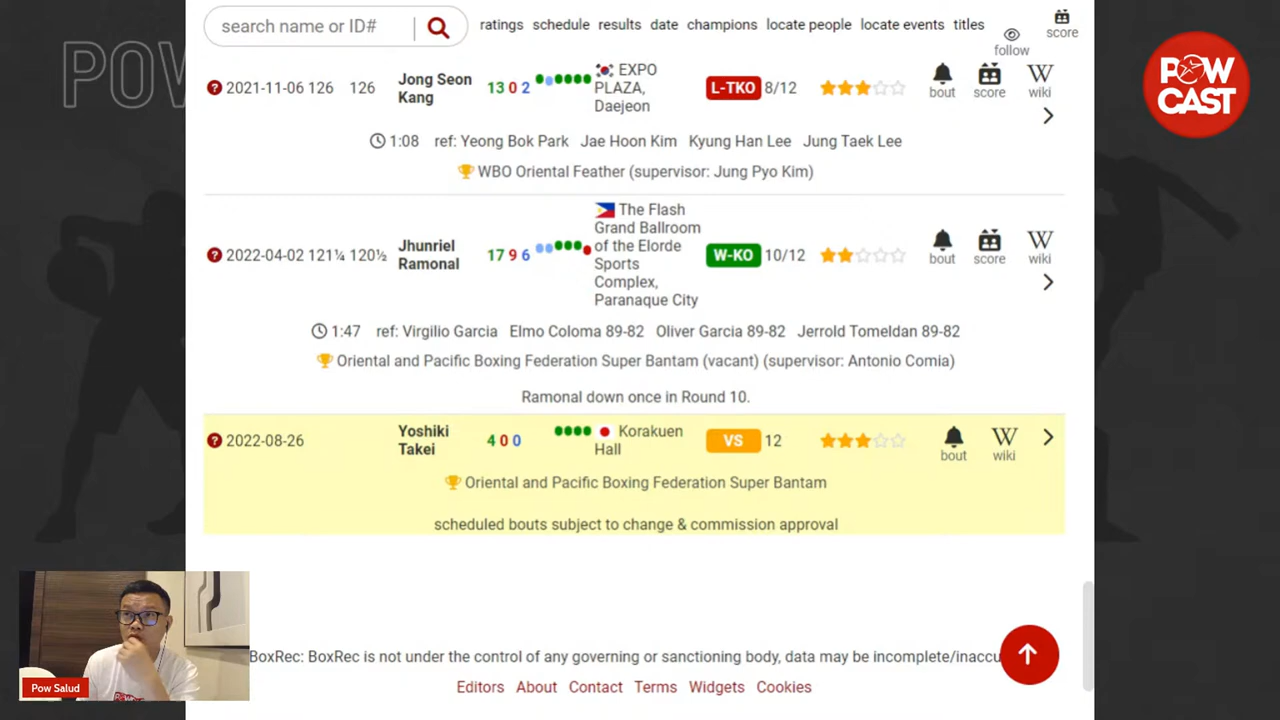 search name or ID# ratings schedule results date champions locate people locate events titles
follow score
2021-11-06 126 126 Jong Seon Kang 13 0 2 EXPO PLAZA, Daejeon L-TKO 8/12 bout score wiki
1:08 ref: Yeong Bok Park Jae Hoon Kim Kyung Han Lee Jung Taek Lee
WBO Oriental Feather (supervisor: Jung Pyo Kim)
2022-04-02 121¼ 120½ Jhunriel Ramonal 17 9 6 The Flash Grand Ballroom of the Elorde Sports Complex, Paranaque City W-KO 10/12 bout score wiki
1:47 ref: Virgilio Garcia Elmo Coloma 89-82 Oliver Garcia 89-82 Jerrold Tomeldan 89-82
Oriental and Pacific Boxing Federation Super Bantam (vacant) (supervisor: Antonio Comia)
Ramonal down once in Round 10.
2022-08-26 Yoshiki Takei 4 0 0 Korakuen Hall VS 12 bout wiki
Oriental and Pacific Boxing Federation Super Bantam
scheduled bouts subject to change & commission approval
BoxRec: BoxRec is not under the control of any governing or sanctioning body, data may be incomplete/inaccu
Editors About Contact Terms Widgets Cookies
Pow Salud
POW
CAST
POW